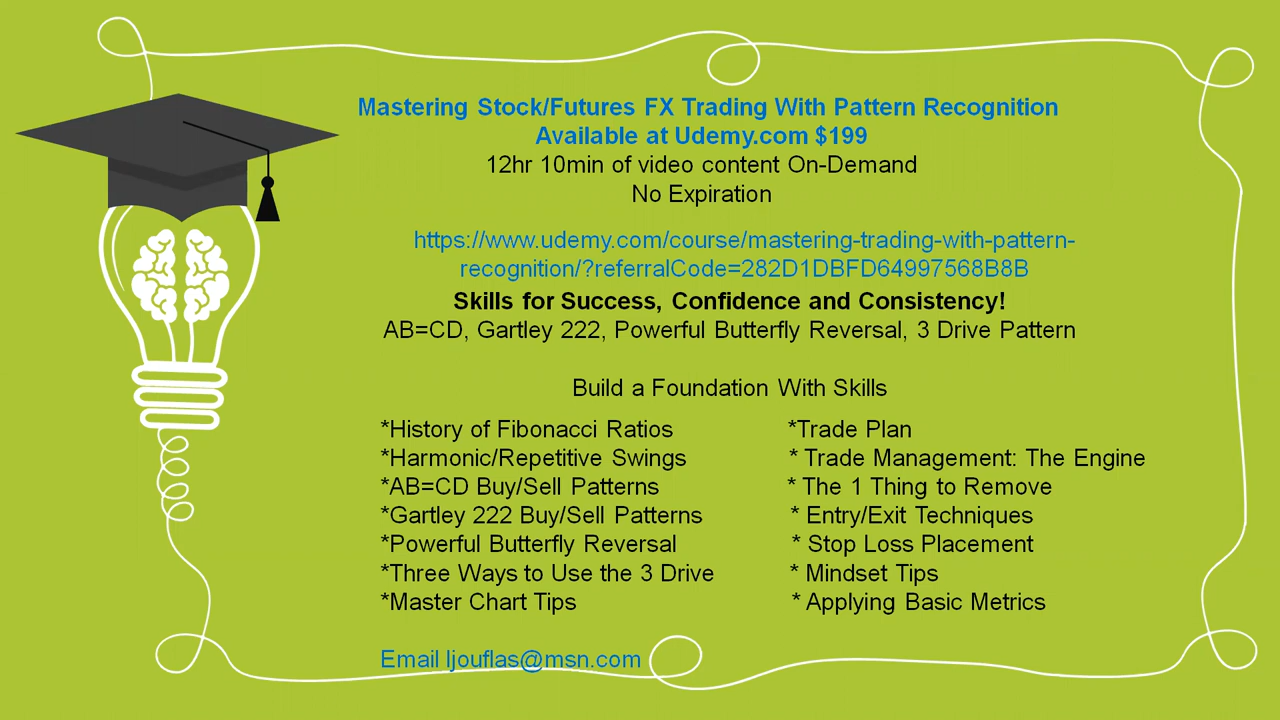 Mastering Stock/Futures FX Trading With Pattern Recognition
Available at Udemy.com $199
12hr 10min of video content On-Demand
No Expiration
https://www.udemy.com/course/mastering-trading-with-pattern-
recognition/?referralCode=282D1DBFD64997568B8B
Skills for Success, Confidence and Consistency!
AB=CD, Gartley 222, Powerful Butterfly Reversal, 3 Drive Pattern
Build a Foundation With Skills
*History of Fibonacci Ratios
*Harmonic/Repetitive Swings
*AB=CD Buy/Sell Patterns
*Gartley 222 Buy/Sell Patterns
*Powerful Butterfly Reversal
*Three Ways to Use the 3 Drive
*Master Chart Tips
*Trade Plan
* Trade Management: The Engine
* The 1 Thing to Remove
* Entry/Exit Techniques
* Stop Loss Placement
* Mindset Tips
* Applying Basic Metrics
Email ljouflas@msn.com